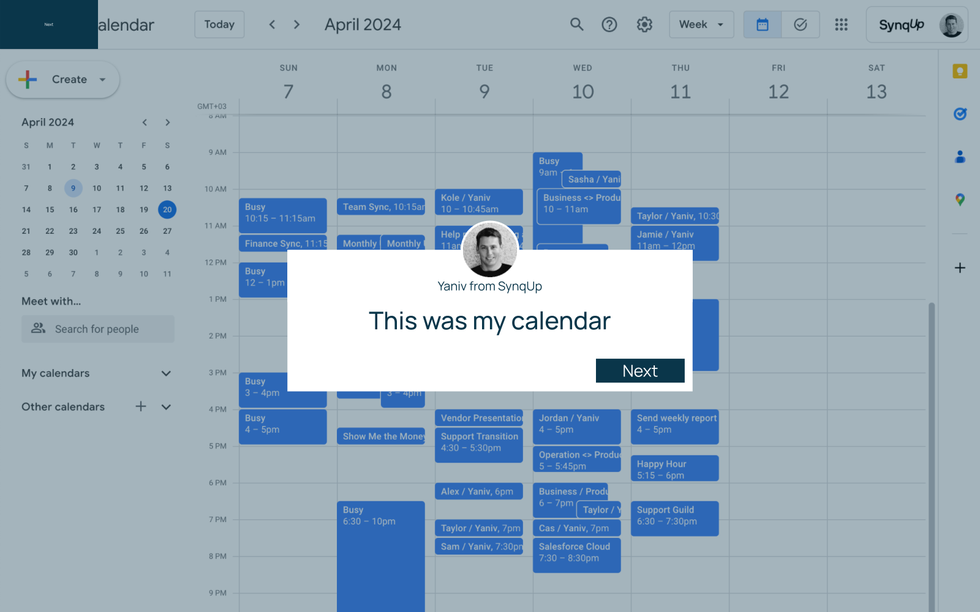 Next
alendar
Today
April 2024
Week
SynqUp
Create
April 2024
S M T W T F S
31 1 2 3 4 5 6
7 8 9 10 11 12 13
14 15 16 17 18 19 20
21 22 23 24 25 26 27
28 29 30 1 2 3 4
5 6 7 8 9 10 11
Meet with...
Search for people
My calendars
Other calendars
SUN MON TUE WED THU FRI SAT
7 8 9 10 11 12 13
GMT+03
9 AM
10 AM
11 AM
12 PM
1 PM
2 PM
3 PM
4 PM
5 PM
6 PM
7 PM
8 PM
9 PM
Busy
10:15 – 11:15am
Finance Sync, 11:15
Busy
12 – 1pm
Busy
3 – 4pm
Busy
4 – 5pm
Team Sync, 10:15am
Monthly
Monthly
3 – 4pm
Show Me the Money
Busy
6:30 – 10pm
Kole / Yaniv
10 – 10:45am
Help
Vendor Presentation
Support Transition
4:30 – 5:30pm
Alex / Yaniv, 6pm
Taylor / Yaniv, 7pm
Sam / Yaniv, 7:30pm
Busy
9am –
Sasha / Yani
Business <> Produ
10 – 11am
Jordan / Yaniv
4 – 5pm
Operation <> Produ
5 – 5:45pm
Business / Produ
6 – 7pm
Taylor / Y
Cas / Yaniv, 7pm
Salesforce Cloud
7:30 – 8:30pm
Taylor / Yaniv, 10:30
Jamie / Yaniv
11am – 12pm
Send weekly report
4 – 5pm
Happy Hour
5:15 – 6pm
Support Guild
6:30 – 7:30pm
Yaniv from SynqUp
This was my calendar
Next